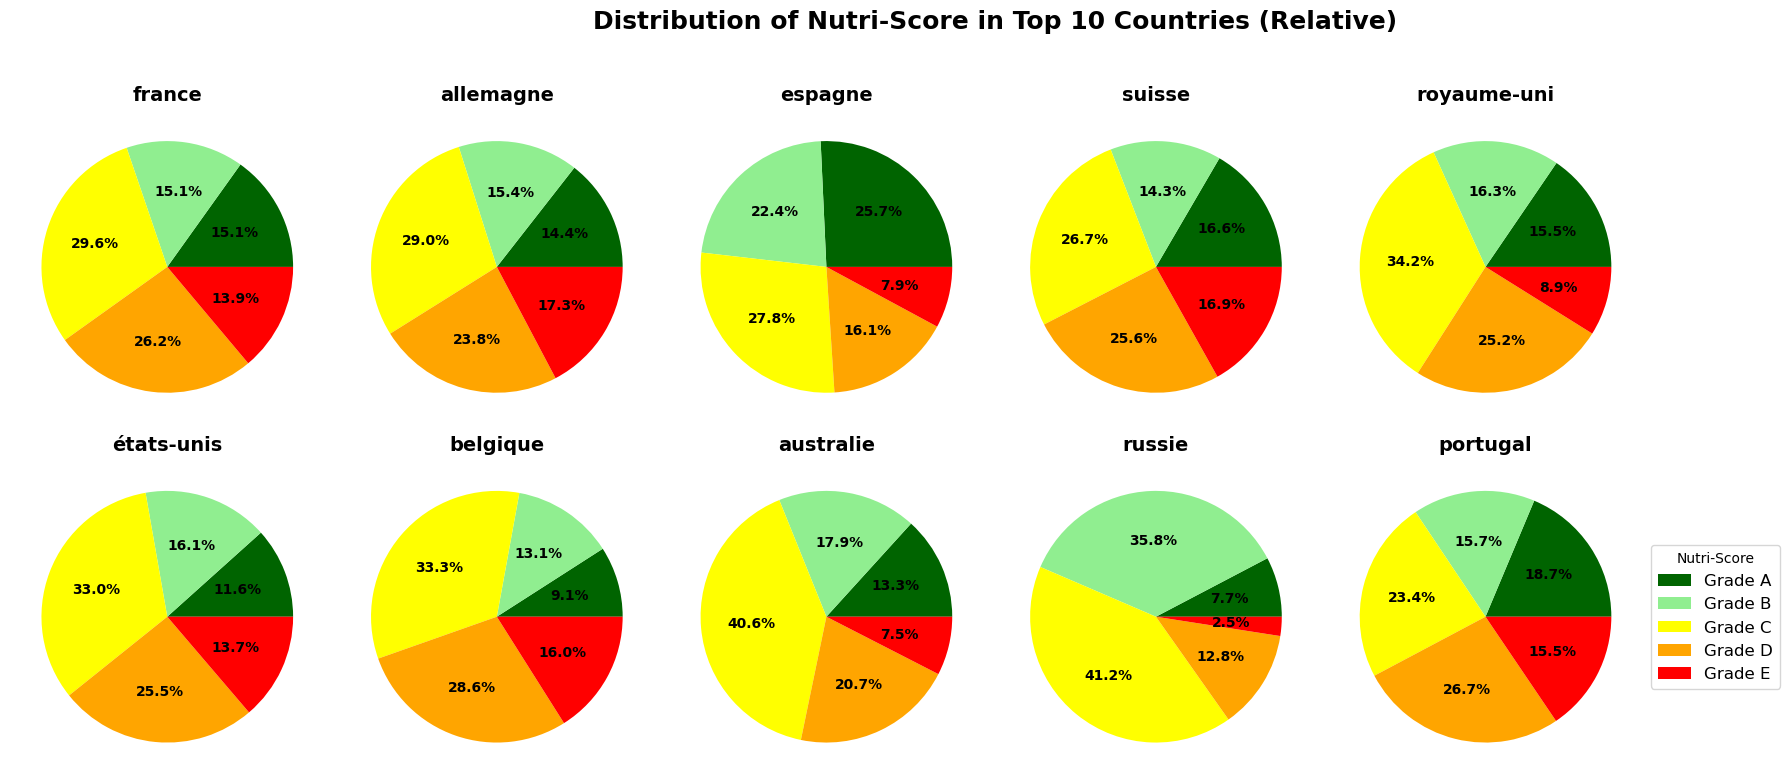 Distribution of Nutri-Score in Top 10 Countries (Relative)
france
15.1%
15.1%
29.6%
26.2%
13.9%
allemagne
14.4%
15.4%
29.0%
23.8%
17.3%
espagne
25.7%
22.4%
27.8%
16.1%
7.9%
suisse
16.6%
14.3%
26.7%
25.6%
16.9%
royaume-uni
15.5%
16.3%
34.2%
25.2%
8.9%
états-unis
11.6%
16.1%
33.0%
25.5%
13.7%
belgique
9.1%
13.1%
33.3%
28.6%
16.0%
australie
13.3%
17.9%
40.6%
20.7%
7.5%
russie
7.7%
35.8%
41.2%
12.8%
2.5%
portugal
18.7%
15.7%
23.4%
26.7%
15.5%
Nutri-Score
Grade A
Grade B
Grade C
Grade D
Grade E